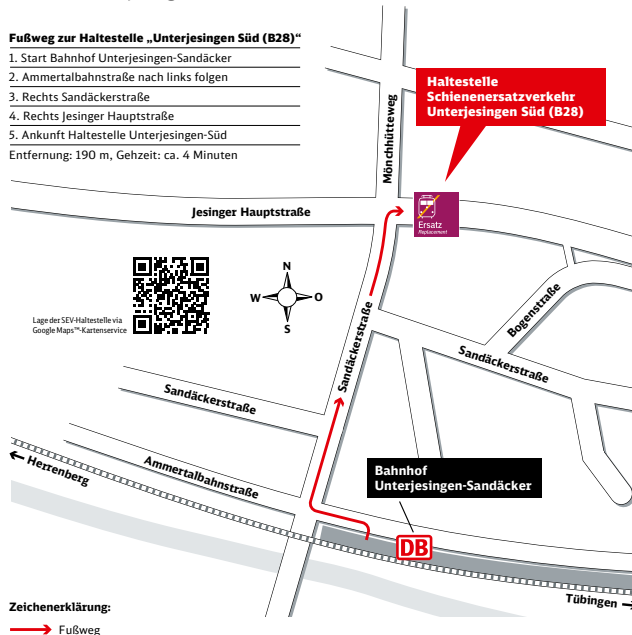 Fußweg zur Haltestelle „Unterjesingen Süd (B28)“
1. Start Bahnhof Unterjesingen-Sandäcker
2. Ammertalbahnstraße nach links folgen
3. Rechts Sandäckerstraße
4. Rechts Jesinger Hauptstraße
5. Ankunft Haltestelle Unterjesingen-Süd
Entfernung: 190 m, Gehzeit: ca. 4 Minuten
Haltestelle
Schienenersatzverkehr
Unterjesingen Süd (B28)
Mönchhütteweg
Jesinger Hauptstraße
Ersatz
Replacement
N
W
O
S
Lage der SEV-Haltestelle via
Google Maps™-Kartenservice
Bogenstraße
Sandäckerstraße
Sandäckerstraße
Sandäckerstraße
Ammertalbahnstraße
← Herrenberg
Bahnhof
Unterjesingen-Sandäcker
DB
Tübingen →
Zeichenerklärung:
Fußweg